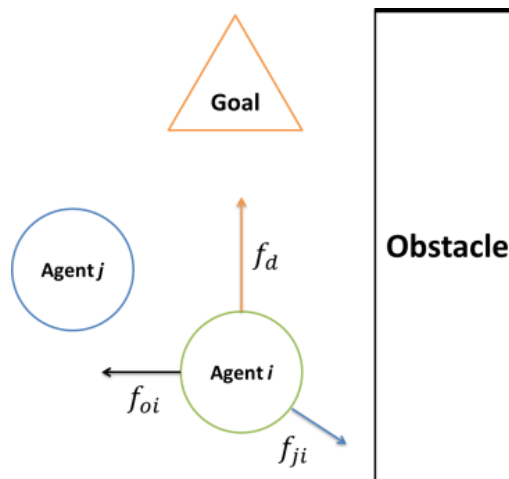 Goal
Obstacle
Agent j
f_d
Agent i
f_oi
f_ji